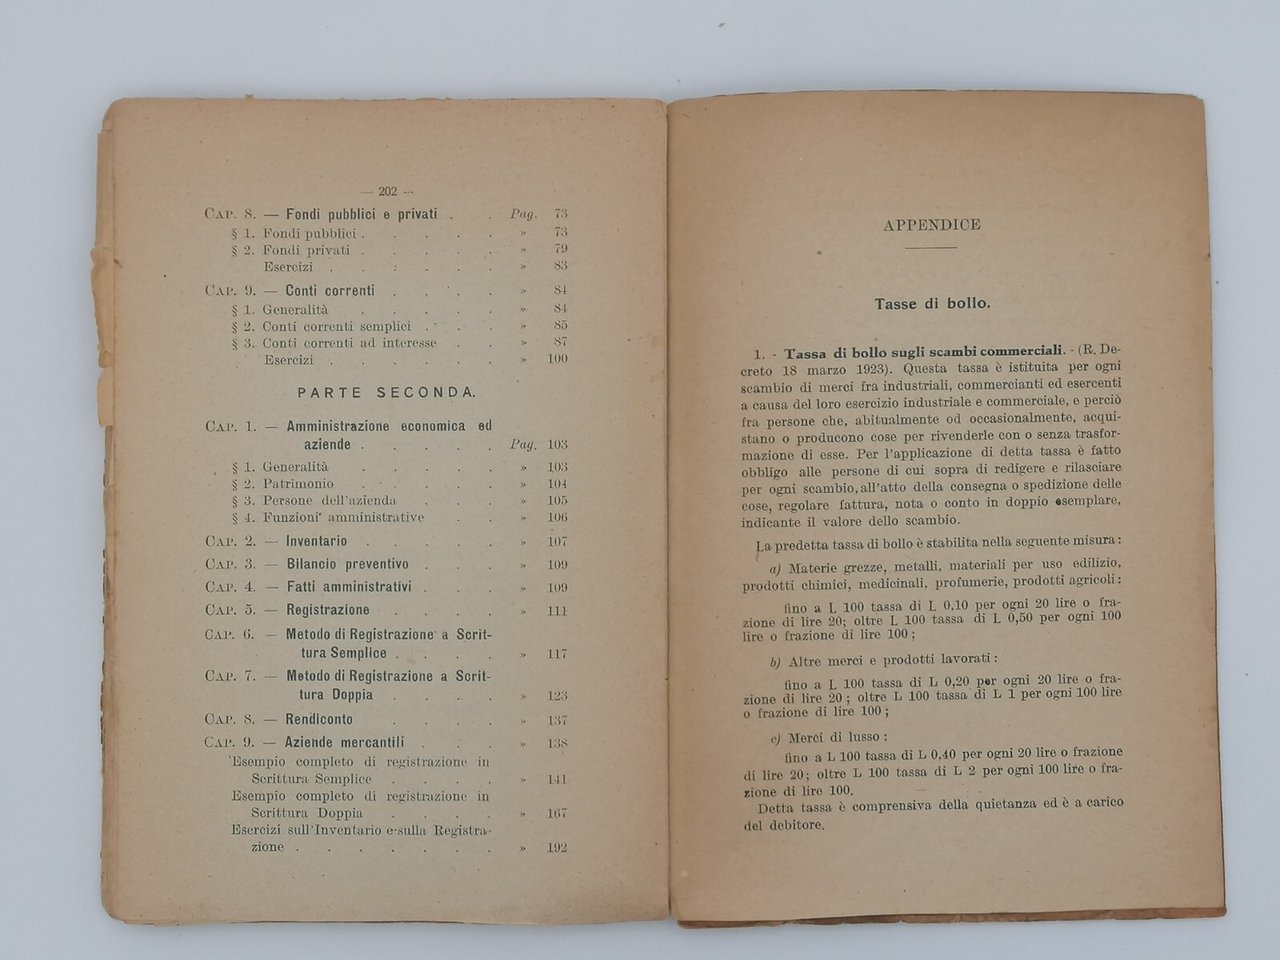 — 202 —
CAP. 8. — Fondi pubblici e privati . . Pag. 73
§ 1. Fondi pubblici . . . . . » 73
§ 2. Fondi privati . . . . . » 79
Esercizi . . . . . . » 83
CAP. 9. — Conti correnti . . . . » 84
§ 1. Generalità . . . . . » 84
§ 2. Conti correnti semplici . . . » 85
§ 3. Conti correnti ad interesse . . » 87
Esercizi . . . . . . » 100
PARTE SECONDA.
CAP. 1. — Amministrazione economica ed
aziende . . . . . Pag. 103
§ 1. Generalità . . . . . » 103
§ 2. Patrimonio . . . . . » 104
§ 3. Persone dell'azienda . . . » 105
§ 4. Funzioni amministrative . . » 106
CAP. 2. — Inventario . . . . . » 107
CAP. 3. — Bilancio preventivo . . . » 109
CAP. 4. — Fatti amministrativi . . . » 109
CAP. 5. — Registrazione . . . . » 111
CAP. 6. — Metodo di Registrazione a Scrit-
tura Semplice . . . . » 117
CAP. 7. — Metodo di Registrazione a Scrit-
tura Doppia . . . . » 123
CAP. 8. — Rendiconto . . . . » 137
CAP. 9. — Aziende mercantili . . . » 138
Esempio completo di registrazione in
Scrittura Semplice . . . . » 141
Esempio completo di registrazione in
Scrittura Doppia . . . . » 167
Esercizi sull'Inventario e sulla Registra-
zione . . . . . . . » 192
APPENDICE
Tasse di bollo.
1. - Tassa di bollo sugli scambi commerciali. - (R. De-
creto 18 marzo 1923). Questa tassa è istituita per ogni
scambio di merci fra industriali, commercianti ed esercenti
a causa del loro esercizio industriale e commerciale, e perciò
fra persone che, abitualmente od occasionalmente, acqui-
stano o producono cose per rivenderle con o senza trasfor-
mazione di esse. Per l'applicazione di detta tassa è fatto
obbligo alle persone di cui sopra di redigere e rilasciare
per ogni scambio, all'atto della consegna o spedizione delle
cose, regolare fattura, nota o conto in doppio esemplare,
indicante il valore dello scambio.
La predetta tassa di bollo è stabilita nella seguente misura:
a) Materie grezze, metalli, materiali per uso edilizio,
prodotti chimici, medicinali, profumerie, prodotti agricoli:
fino a L 100 tassa di L 0,10 per ogni 20 lire o fra-
zione di lire 20; oltre L 100 tassa di L 0,50 per ogni 100
lire o frazione di lire 100;
b) Altre merci e prodotti lavorati:
fino a L 100 tassa di L 0,20 per ogni 20 lire o fra-
zione di lire 20; oltre L 100 tassa di L 1 per ogni 100 lire
o frazione di lire 100;
c) Merci di lusso:
fino a L 100 tassa di L 0,40 per ogni 20 lire o frazione
di lire 20; oltre L 100 tassa di L 2 per ogni 100 lire o fra-
zione di lire 100.
Detta tassa è comprensiva della quietanza ed è a carico
del debitore.